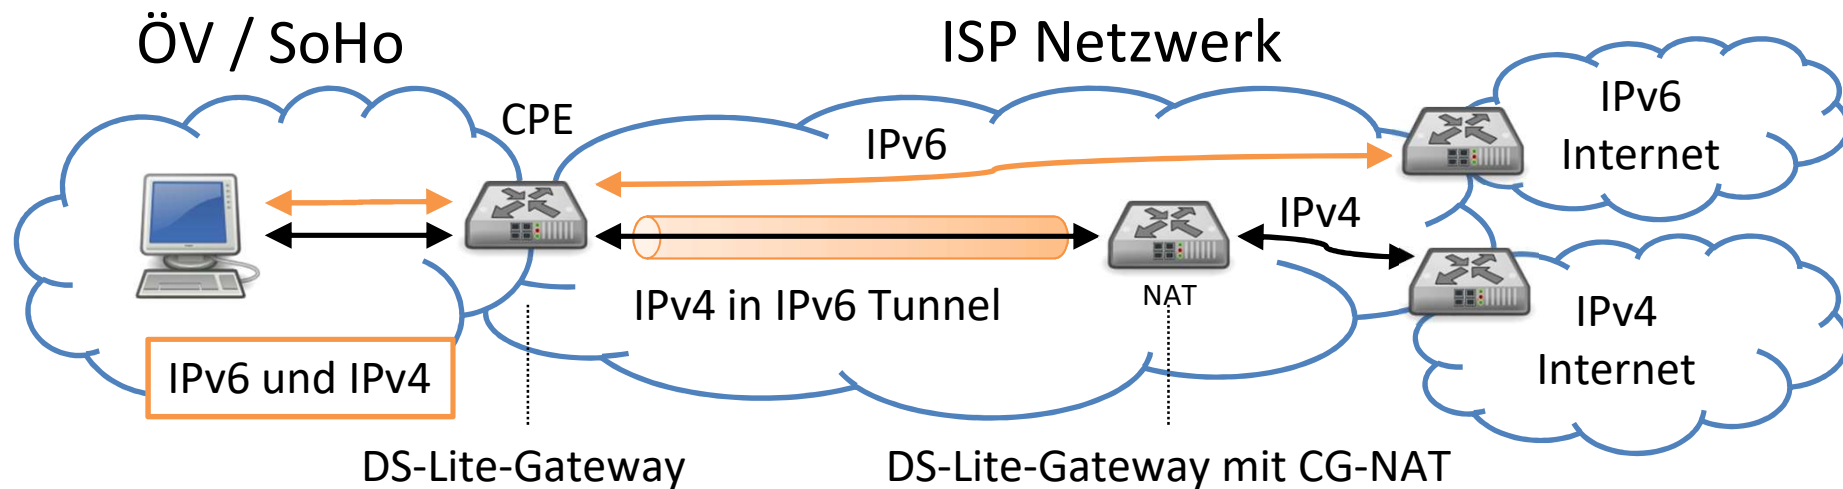 ÖV / SoHo
ISP Netzwerk
CPE
IPv6
IPv6
Internet
IPv4
IPv4 in IPv6 Tunnel
NAT
IPv4
Internet
IPv6 und IPv4
DS-Lite-Gateway
DS-Lite-Gateway mit CG-NAT